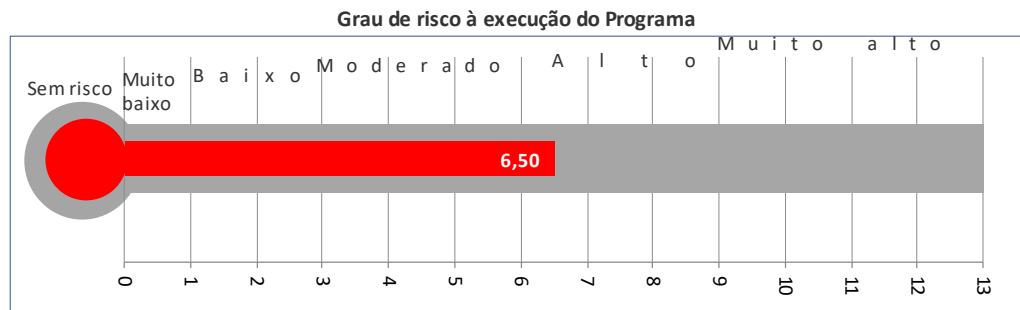 Grau de risco à execução do Programa
Sem risco
Muito
baixo
Baixo
Moderado
Alto
Muito alto
6,50
0 1 2 3 4 5 6 7 8 9 10 11 12 13